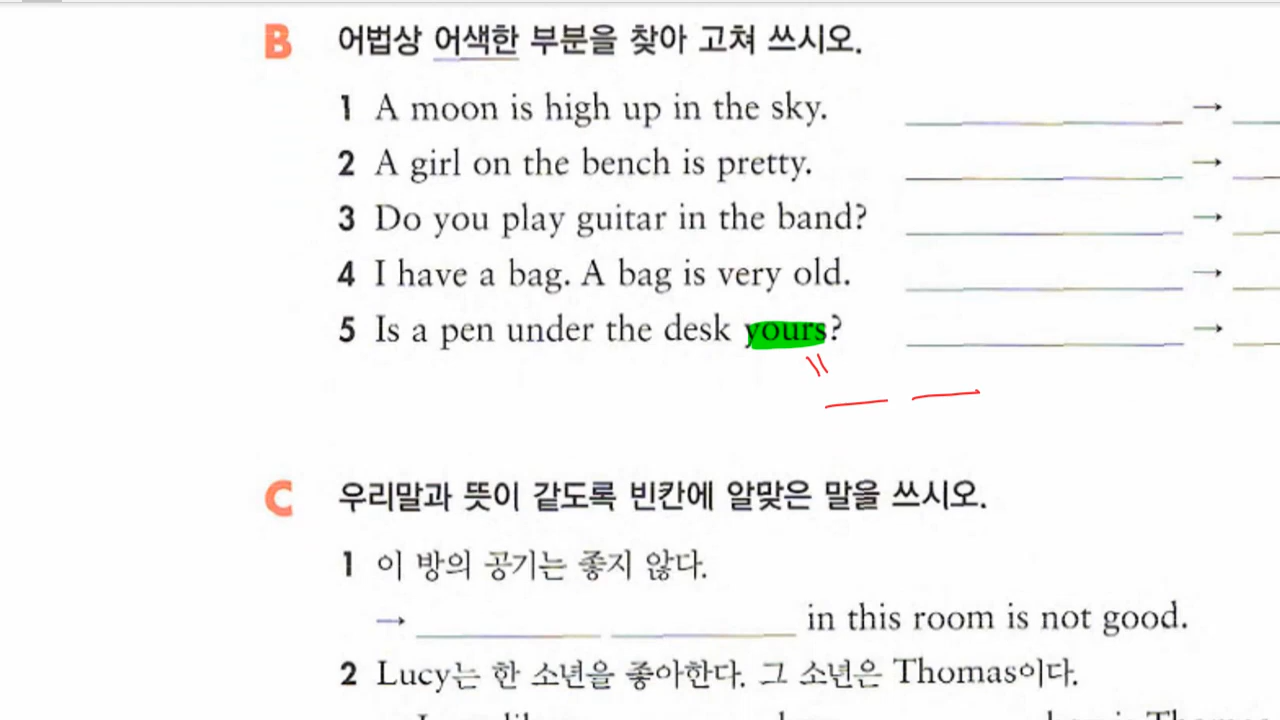 B 어법상 어색한 부분을 찾아 고쳐 쓰시오.
1 A moon is high up in the sky. →
2 A girl on the bench is pretty. →
3 Do you play guitar in the band? →
4 I have a bag. A bag is very old. →
5 Is a pen under the desk yours? →
C 우리말과 뜻이 같도록 빈칸에 알맞은 말을 쓰시오.
1 이 방의 공기는 좋지 않다.
→ in this room is not good.
2 Lucy는 한 소년을 좋아한다. 그 소년은 Thomas이다.